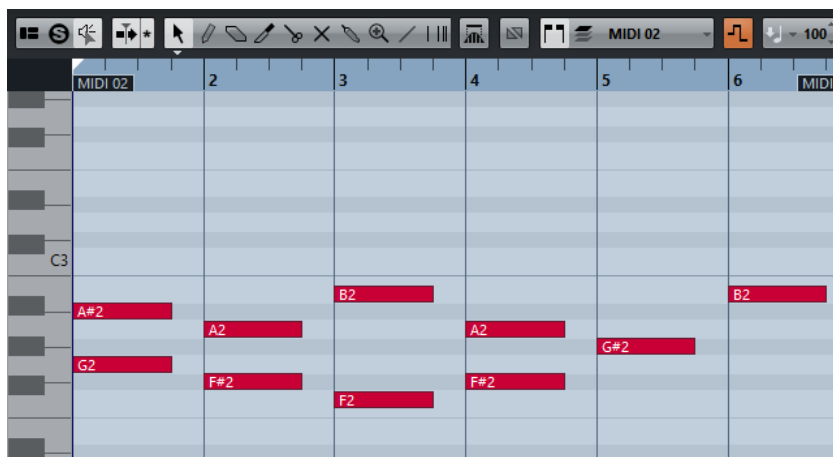 S * MIDI 02 100
MIDI 02 2 3 4 5 6 MIDI
C3
B2 B2
A#2
A2 A2
G#2
G2
F#2 F#2
F2